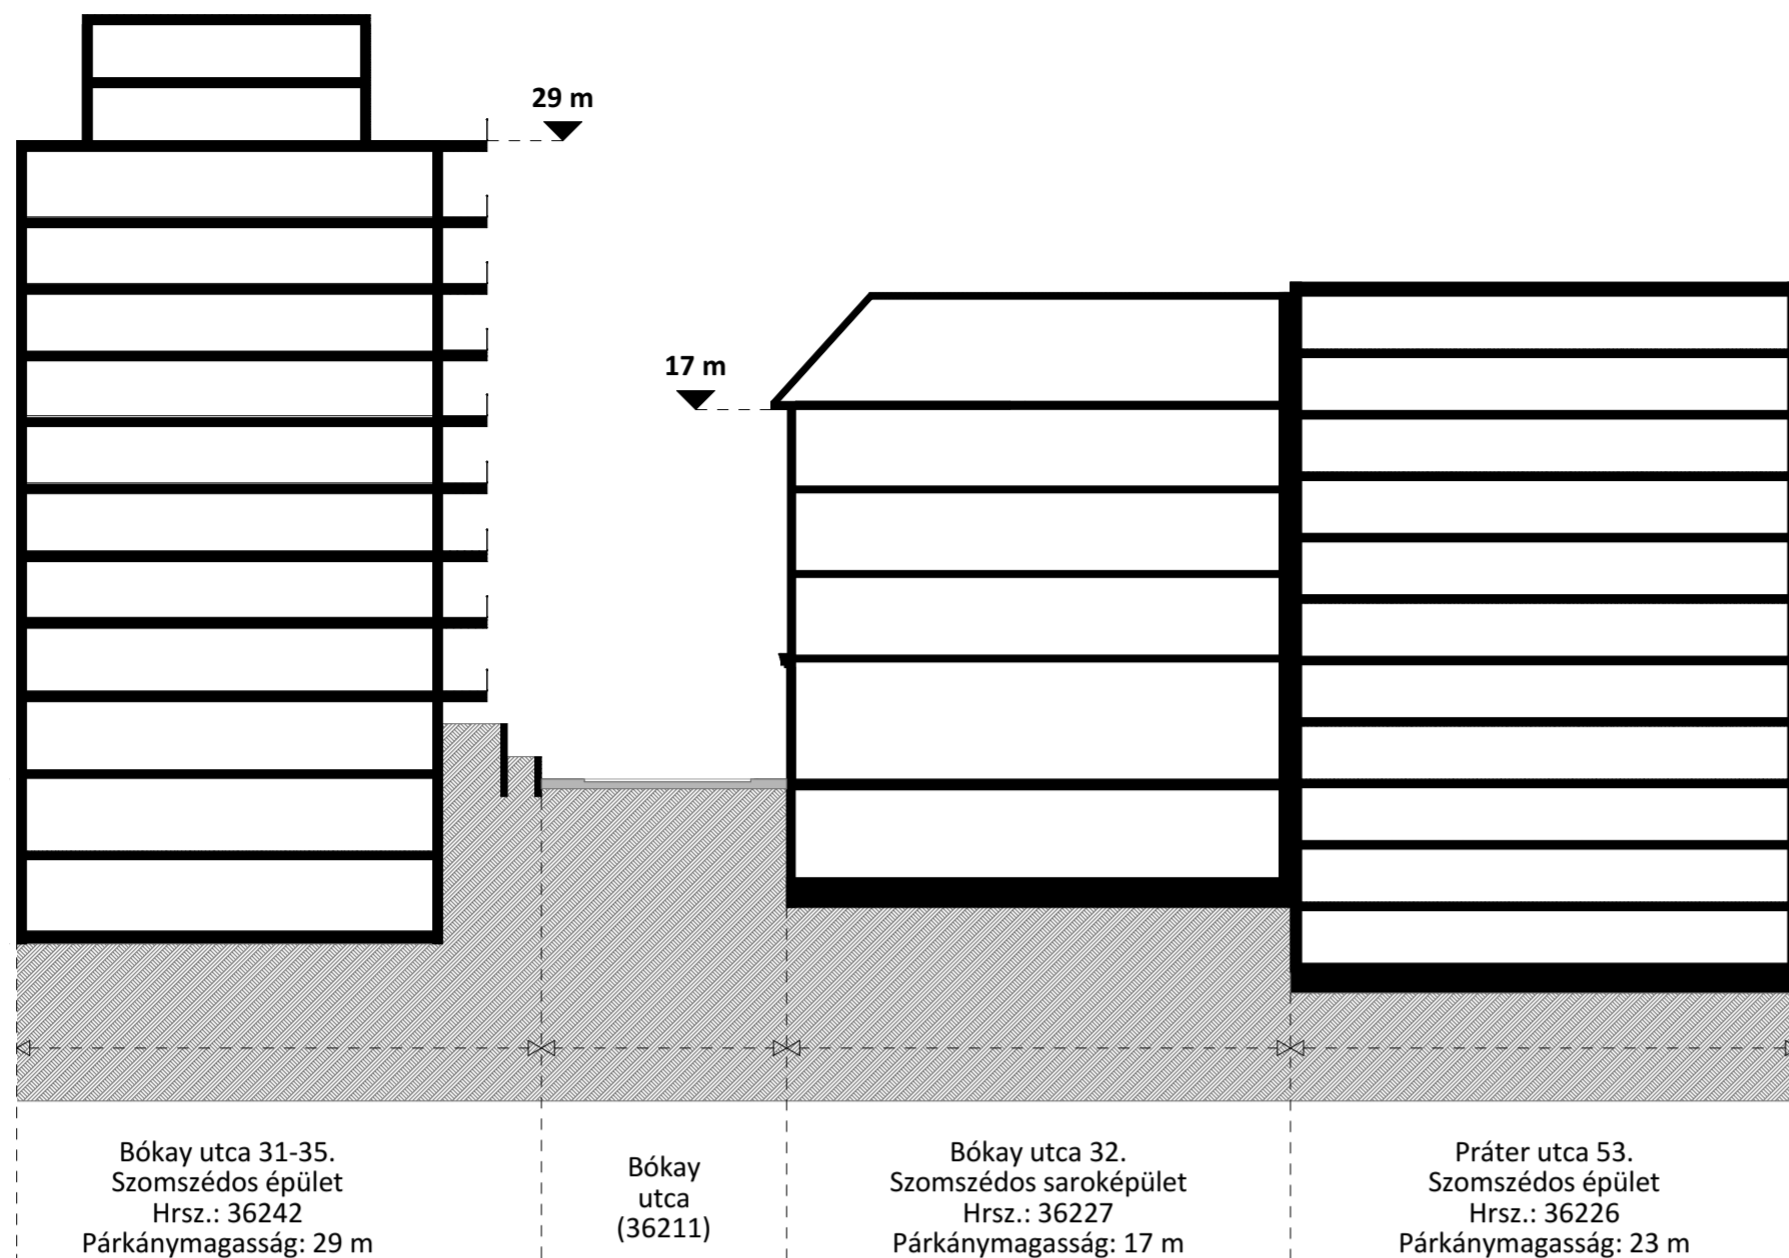 29 m
17 m
Bókay utca 31-35.
Szomszédos épület
Hrsz.: 36242
Párkánymagasság: 29 m
Bókay
utca
(36211)
Bókay utca 32.
Szomszédos saroképület
Hrsz.: 36227
Párkánymagasság: 17 m
Práter utca 53.
Szomszédos épület
Hrsz.: 36226
Párkánymagasság: 23 m